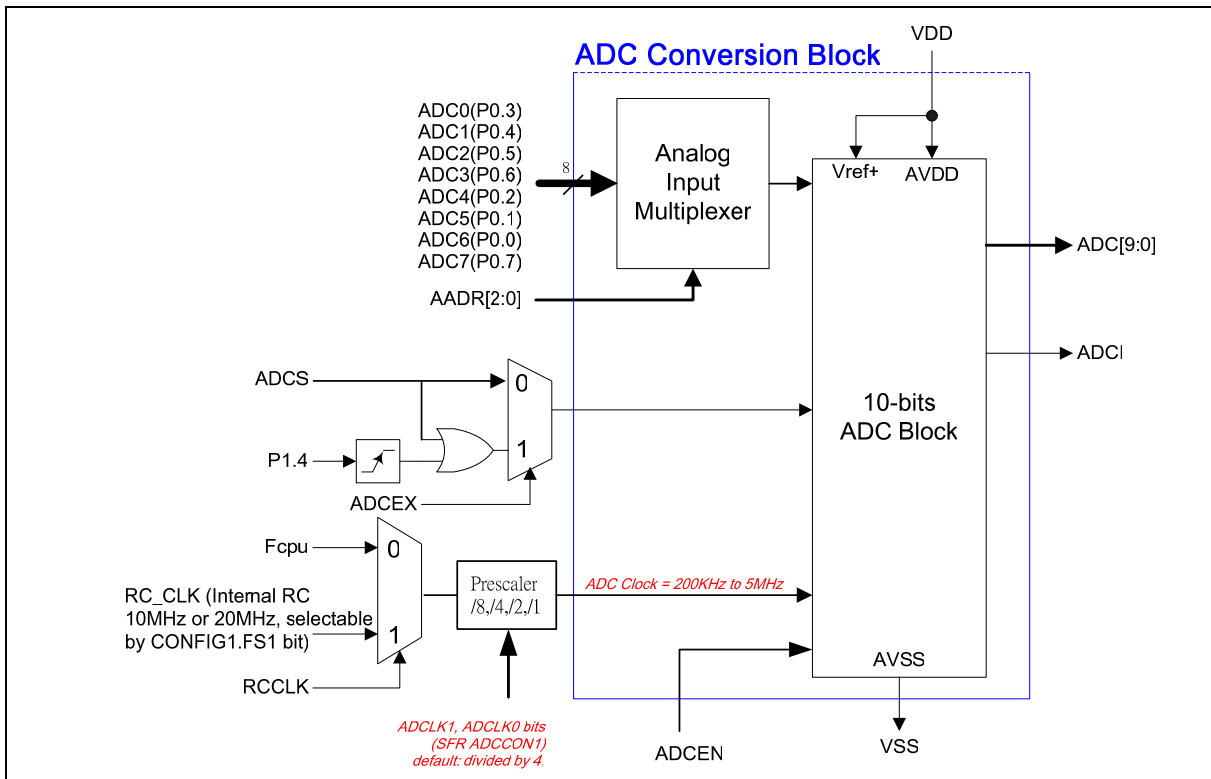 VDD
ADC Conversion Block
ADC0(P0.3)
ADC1(P0.4)
ADC2(P0.5)
ADC3(P0.6)
ADC4(P0.2)
ADC5(P0.1)
ADC6(P0.0)
ADC7(P0.7)
8
Analog
Input
Multiplexer
Vref+
AVDD
ADC[9:0]
AADR[2:0]
ADCI
ADCS
0
1
P1.4
ADCEX
10-bits
ADC Block
Fcpu
0
RC_CLK (Internal RC
10MHz or 20MHz, selectable
by CONFIG1.FS1 bit)
1
Prescaler
/8,/4,/2,/1
ADC Clock = 200KHz to 5MHz
RCCLK
AVSS
ADCLK1, ADCLK0 bits
(SFR ADCCON1)
default: divided by 4.
ADCEN
VSS